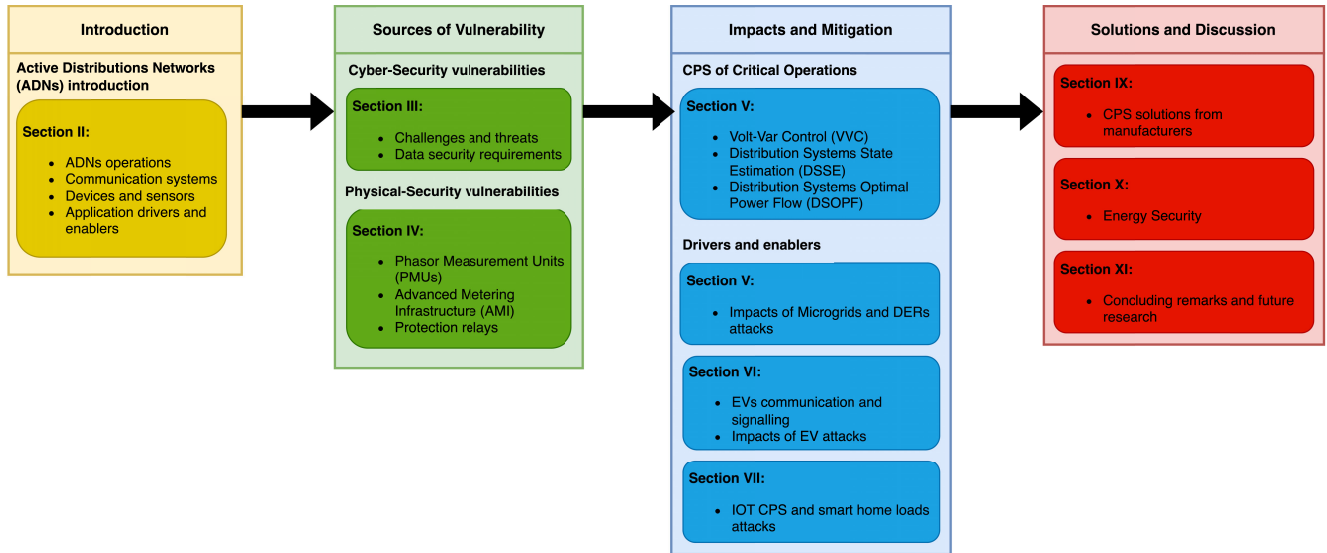 Introduction
Active Distributions Networks
(ADNs) introduction
Section II:
• ADNs operations
• Communication systems
• Devices and sensors
• Application drivers and
enablers
Sources of Vulnerability
Cyber-Security vulnerabilities
Section III:
• Challenges and threats
• Data security requirements
Physical-Security vulnerabilities
Section IV:
• Phasor Measurement Units
(PMUs)
• Advanced Metering
Infrastructure (AMI)
• Protection relays
Impacts and Mitigation
CPS of Critical Operations
Section V:
• Volt-Var Control (VVC)
• Distribution Systems State
Estimation (DSSE)
• Distribution Systems Optimal
Power Flow (DSOPF)
Drivers and enablers
Section V:
• Impacts of Microgrids and DERs
attacks
Section VI:
• EVs communication and
signalling
• Impacts of EV attacks
Section VII:
• IOT CPS and smart home loads
attacks
Solutions and Discussion
Section IX:
• CPS solutions from
manufacturers
Section X:
• Energy Security
Section XI:
• Concluding remarks and future
research